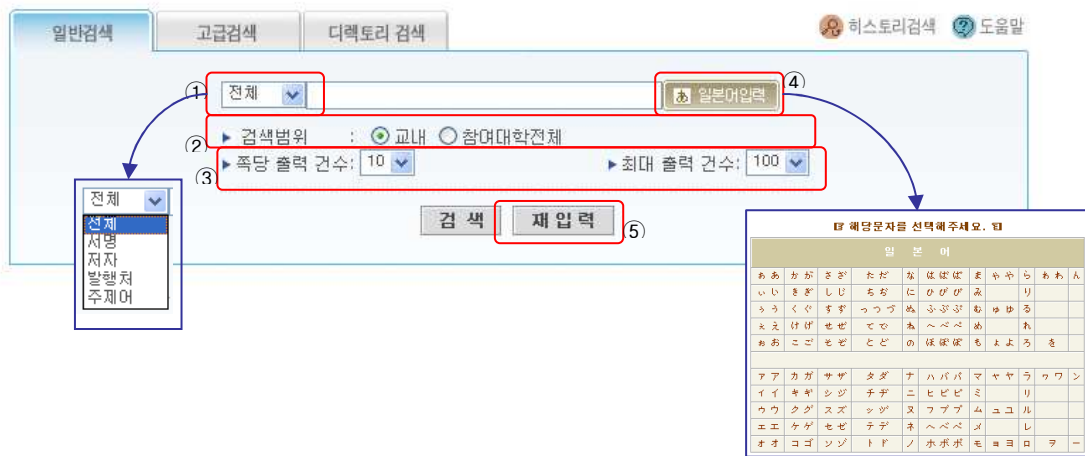 일반검색 고급검색 디렉토리 검색 히스토리검색 도움말
① 전체 あ 일본어입력 ④
② ▶ 검색범위 : 교내 참여대학전체
③ ▶ 쪽당 출력 건수: 10 ▶ 최대 출력 건수: 100
검 색 재 입 력 ⑤
전체
전체
서명
저자
발행처
주제어
☞ 해당문자를 선택해주세요. ☜
일 본 어
ぁ あ か が さ ざ た だ な は ば ぱ ま ゃ や ら ゎ わ ん
ぃ い き ぎ し じ ち ぢ に ひ び ぴ み り
ぅ う く ぐ す ず っ つ づ ぬ ふ ぶ ぷ む ゅ ゆ る
ぇ え け げ せ ぜ て で ね へ べ ぺ め れ
ぉ お こ ご そ ぞ と ど の ほ ぼ ぽ も ょ よ ろ を
ァ ア カ ガ サ ザ タ ダ ナ ハ バ パ マ ャ ヤ ラ ヮ ワ ン
ィ イ キ ギ シ ジ チ ヂ ニ ヒ ビ ピ ミ リ
ゥ ウ ク グ ス ズ ッ ツ ヅ ヌ フ ブ プ ム ュ ユ ル
ェ エ ケ ゲ セ ゼ テ デ ネ ヘ ベ ペ メ レ
ォ オ コ ゴ ソ ゾ ト ド ノ ホ ボ ポ モ ョ ヨ ロ ヲ ー